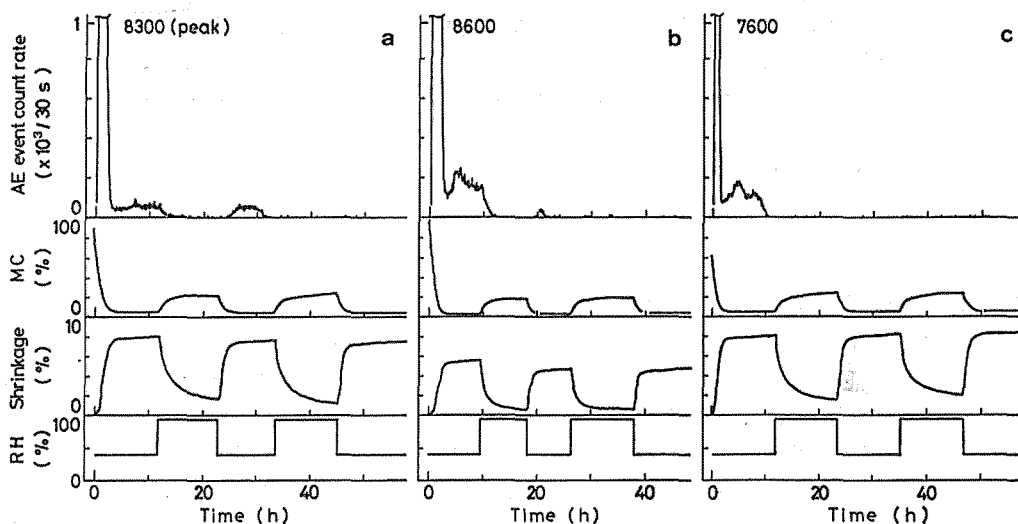 8300 (peak) a 8600 b 7600 c
AE event count rate
(x10³/30 s)
1
0
MC
(%)
100
0
Shrinkage
(%)
10
0
RH
(%)
100
0
0 20 40 0 20 40 0 20 40
Time (h) Time (h) Time (h)